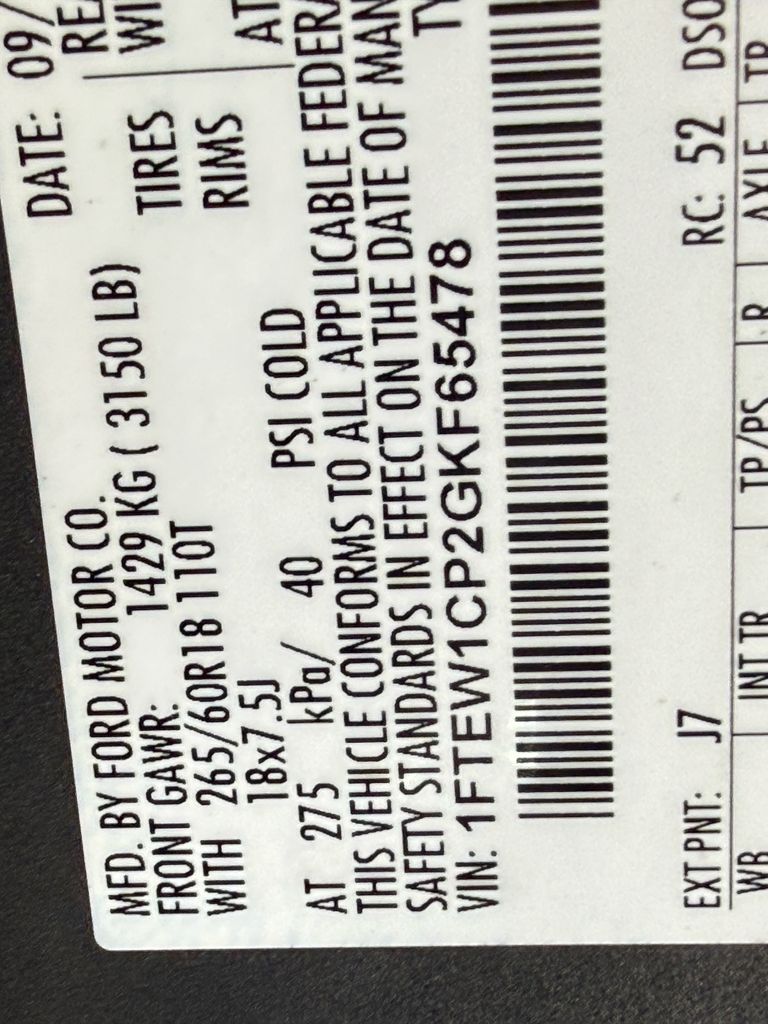 MFD. BY FORD MOTOR CO.
DATE: 09/
FRONT GAWR: 1429 KG ( 3150 LB)
WITH 265/60R18 110T TIRES
18x7.5J RIMS
AT 275 kPa/ 40 PSI COLD AT
THIS VEHICLE CONFORMS TO ALL APPLICABLE
SAFETY STANDARDS IN EFFECT ON THE DATE OF
VIN: 1FTEW1CP2GKF65478
EXT PNT: J7 RC: 52 DSO
WB INT TR TP/PS R AXLE TR